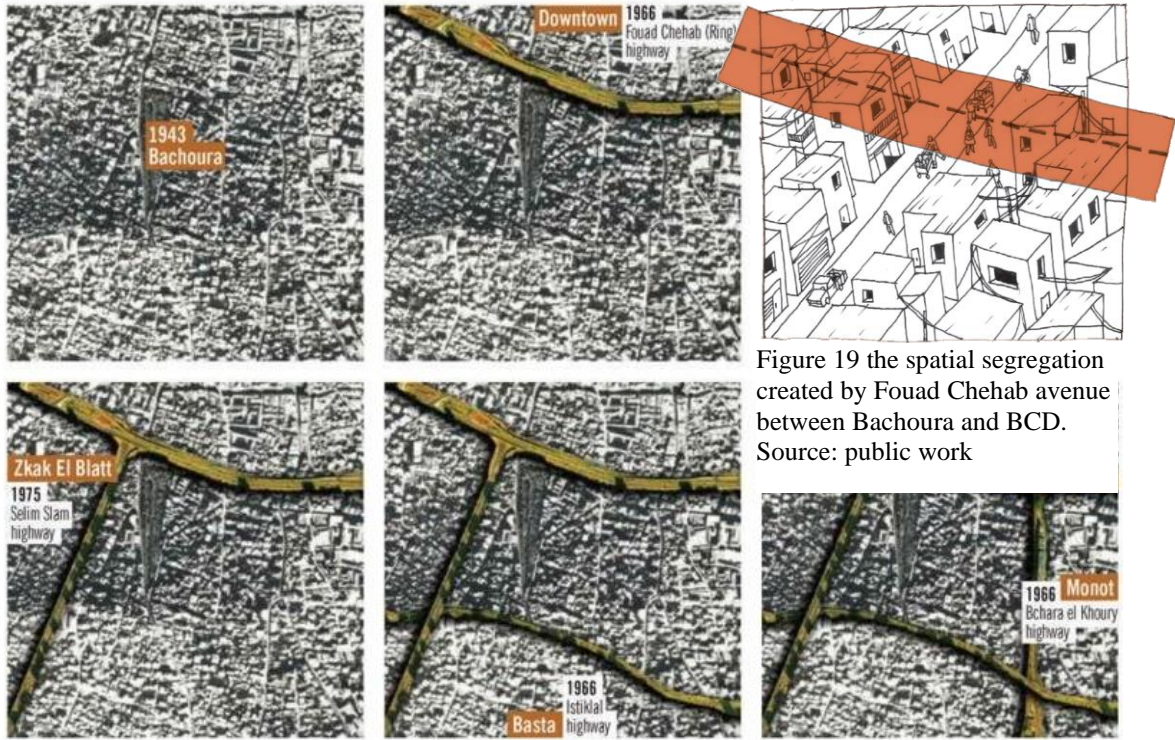 1943
Bachoura
Downtown
1966
Fouad Chehab (Ring)
highway
Figure 19 the spatial segregation
created by Fouad Chehab avenue
between Bachoura and BCD.
Source: public work
Zkak El Blatt
1975
Selim Slam
highway
1966
Istiklal
highway
Basta
1966
Monot
Bchara el Khoury
highway